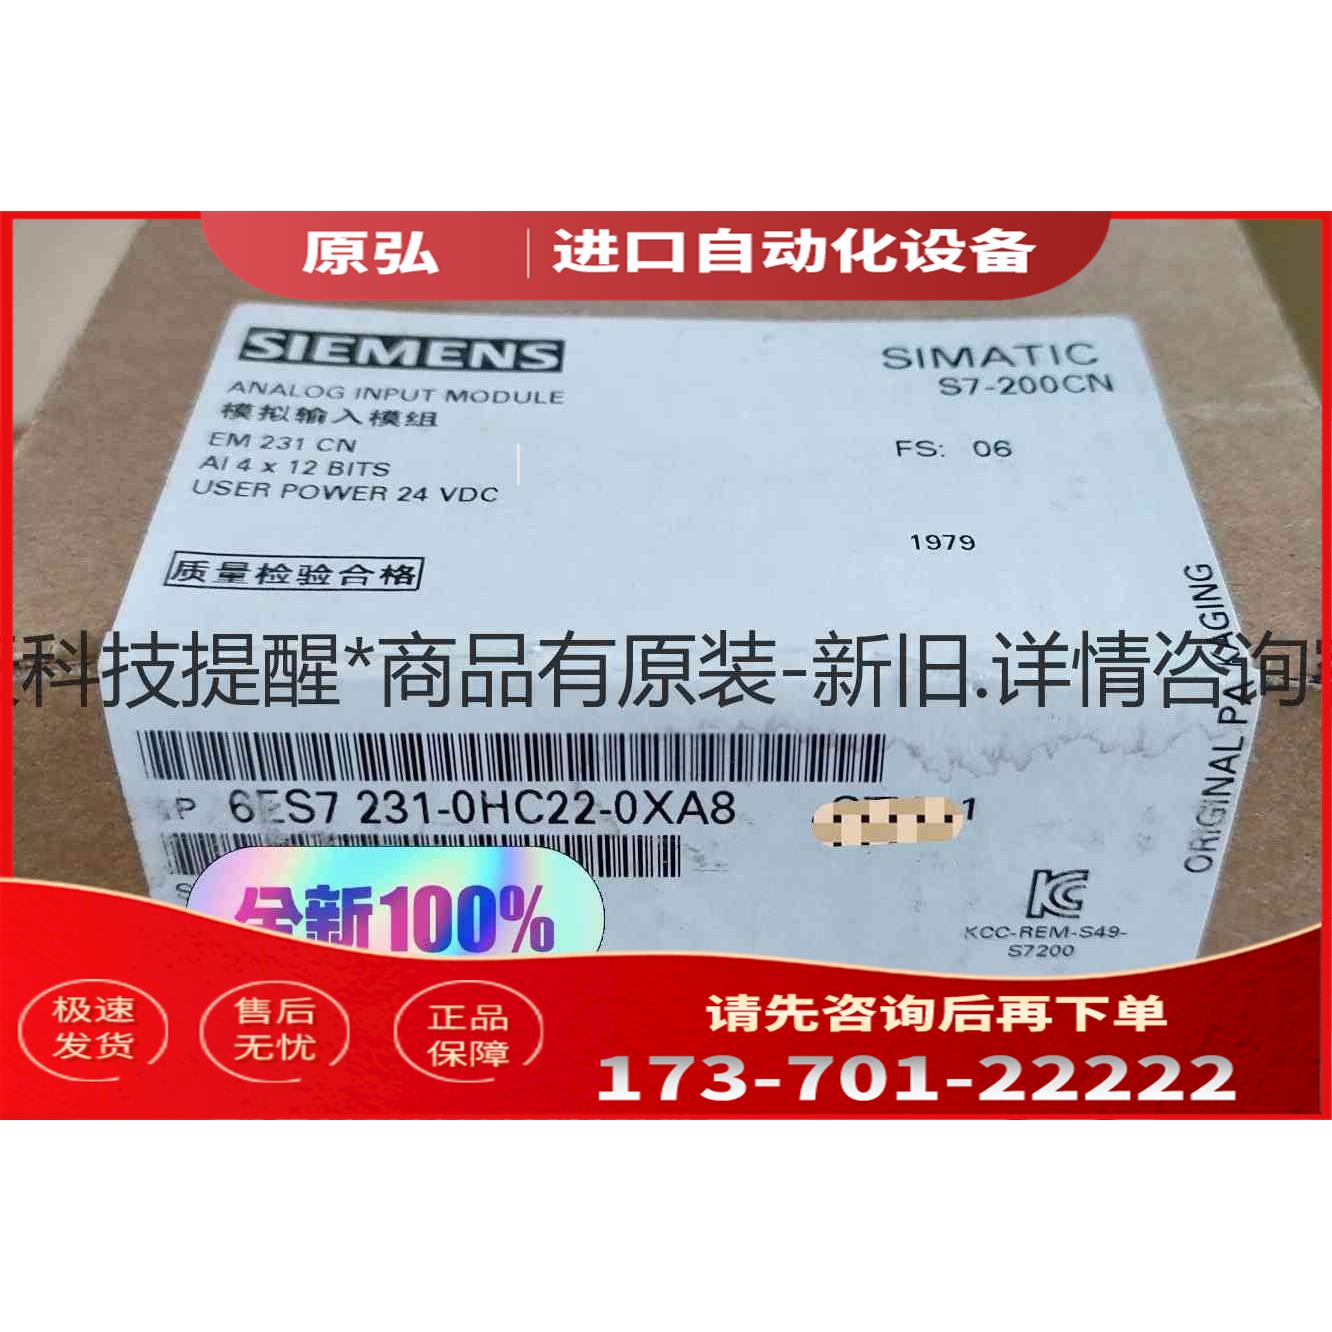 原弘 | 进口自动化设备
SIEMENS
ANALOG INPUT MODULE
模拟输入模组
EM 231 CN
AI 4 x 12 BITS
USER POWER 24 VDC
SIMATIC
S7-200CN
FS: 06
1979
质量检验合格
科技提醒*商品有原装-新旧.详情咨询
ORIGINAL PACKAGING
1P 6ES7 231-0HC22-0XA8
1
S
KCC-REM-S49-
S7200
全新100%
极速
发货
售后
无忧
正品
保障
请先咨询后再下单
173-701-22222